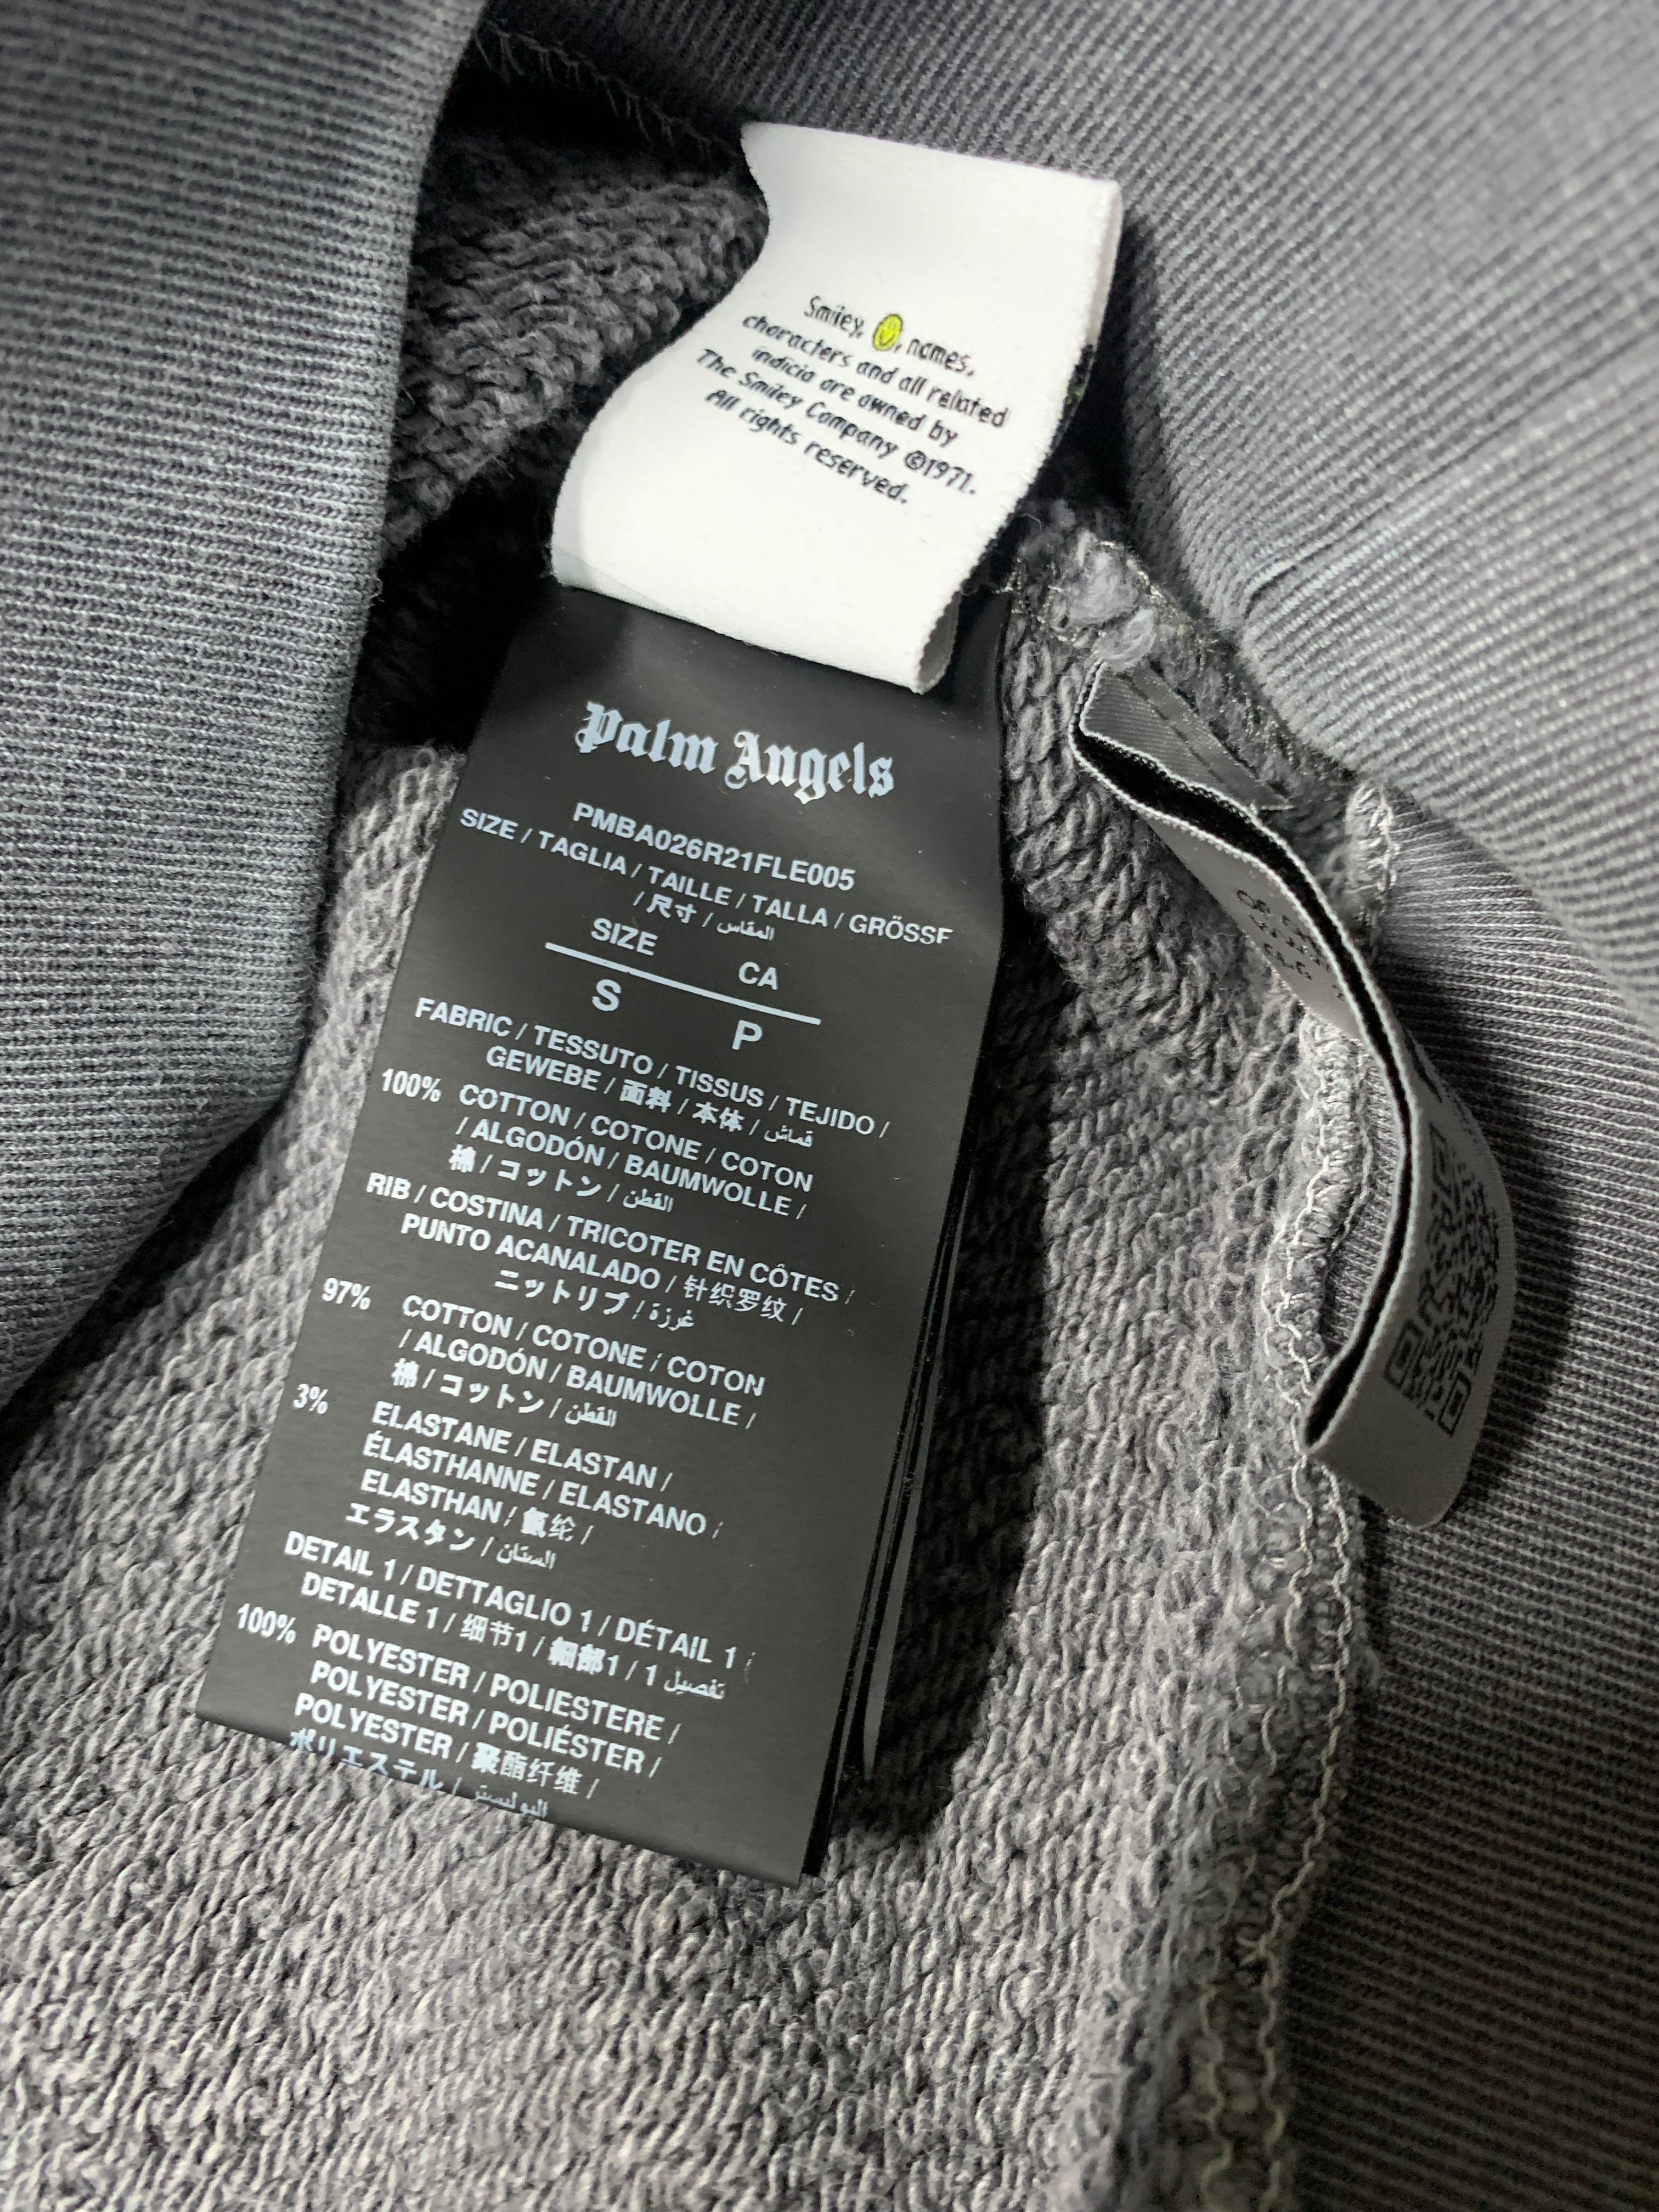 Smiley, , names,
characters and all related
indicia are owned by
The Smiley Company ©1971.
All rights reserved.
Palm Angels
PMBA026R21FLE005
SIZE / TAGLIA / TAILLE / TALLA / GRÖSSE
/ 尺寸 / المقاس
SIZE CA
S P
FABRIC / TESSUTO / TISSUS / TEJIDO /
GEWEBE / 面料 / 本体 / قماش
100% COTTON / COTONE / COTON
/ ALGODÓN / BAUMWOLLE /
棉 / コットン / القطن
RIB / COSTINA / TRICOTER EN CÔTES /
PUNTO ACANALADO / 针织罗纹 /
ニットリブ / غرزة
97% COTTON / COTONE / COTON
/ ALGODÓN / BAUMWOLLE /
棉 / コットン / القطن
3% ELASTANE / ELASTAN /
ÉLASTHANNE / ELASTANO /
ELASTHAN / 氨纶 /
エラスタン / الستان
DETAIL 1 / DETTAGLIO 1 / DÉTAIL 1 /
DETALLE 1 / 细节1 / 細部1 / 1 تفصيل
100% POLYESTER / POLIESTERE /
POLYESTER / POLIÉSTER /
POLYESTER / 聚酯纤维 /
ポリエステル / البوليستر